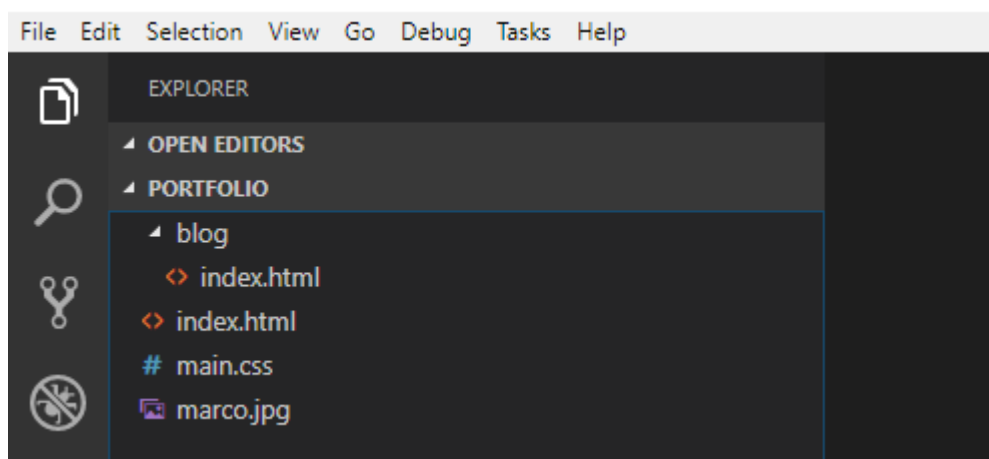 File Edit Selection View Go Debug Tasks Help
EXPLORER
OPEN EDITORS
PORTFOLIO
blog
index.html
index.html
main.css
marco.jpg